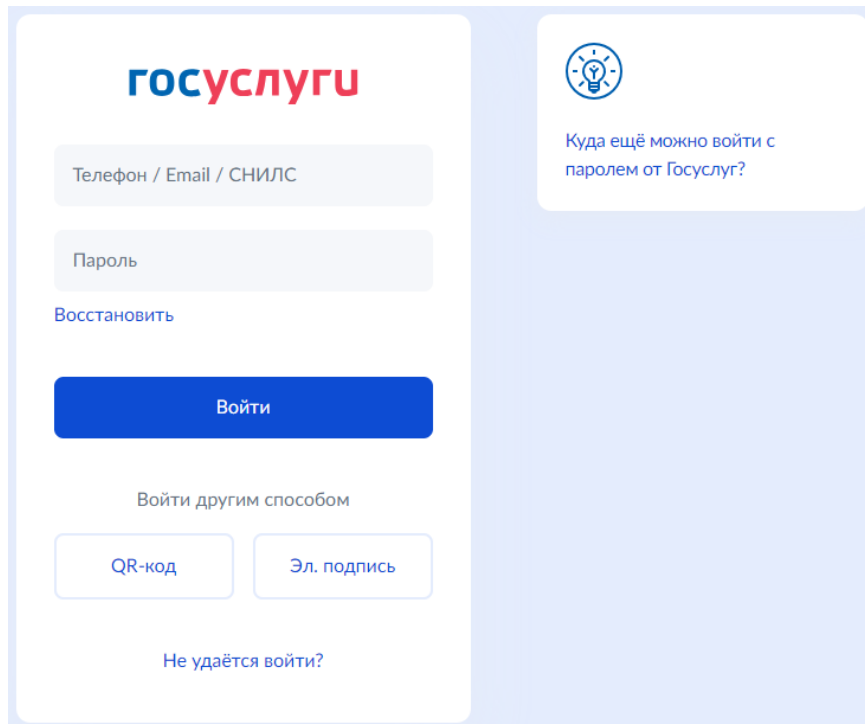 госуслуги
Телефон / Email / СНИЛС
Пароль
Восстановить
Войти
Войти другим способом
QR-код
Эл. подпись
Не удаётся войти?
Куда ещё можно войти с
паролем от Госуслуг?